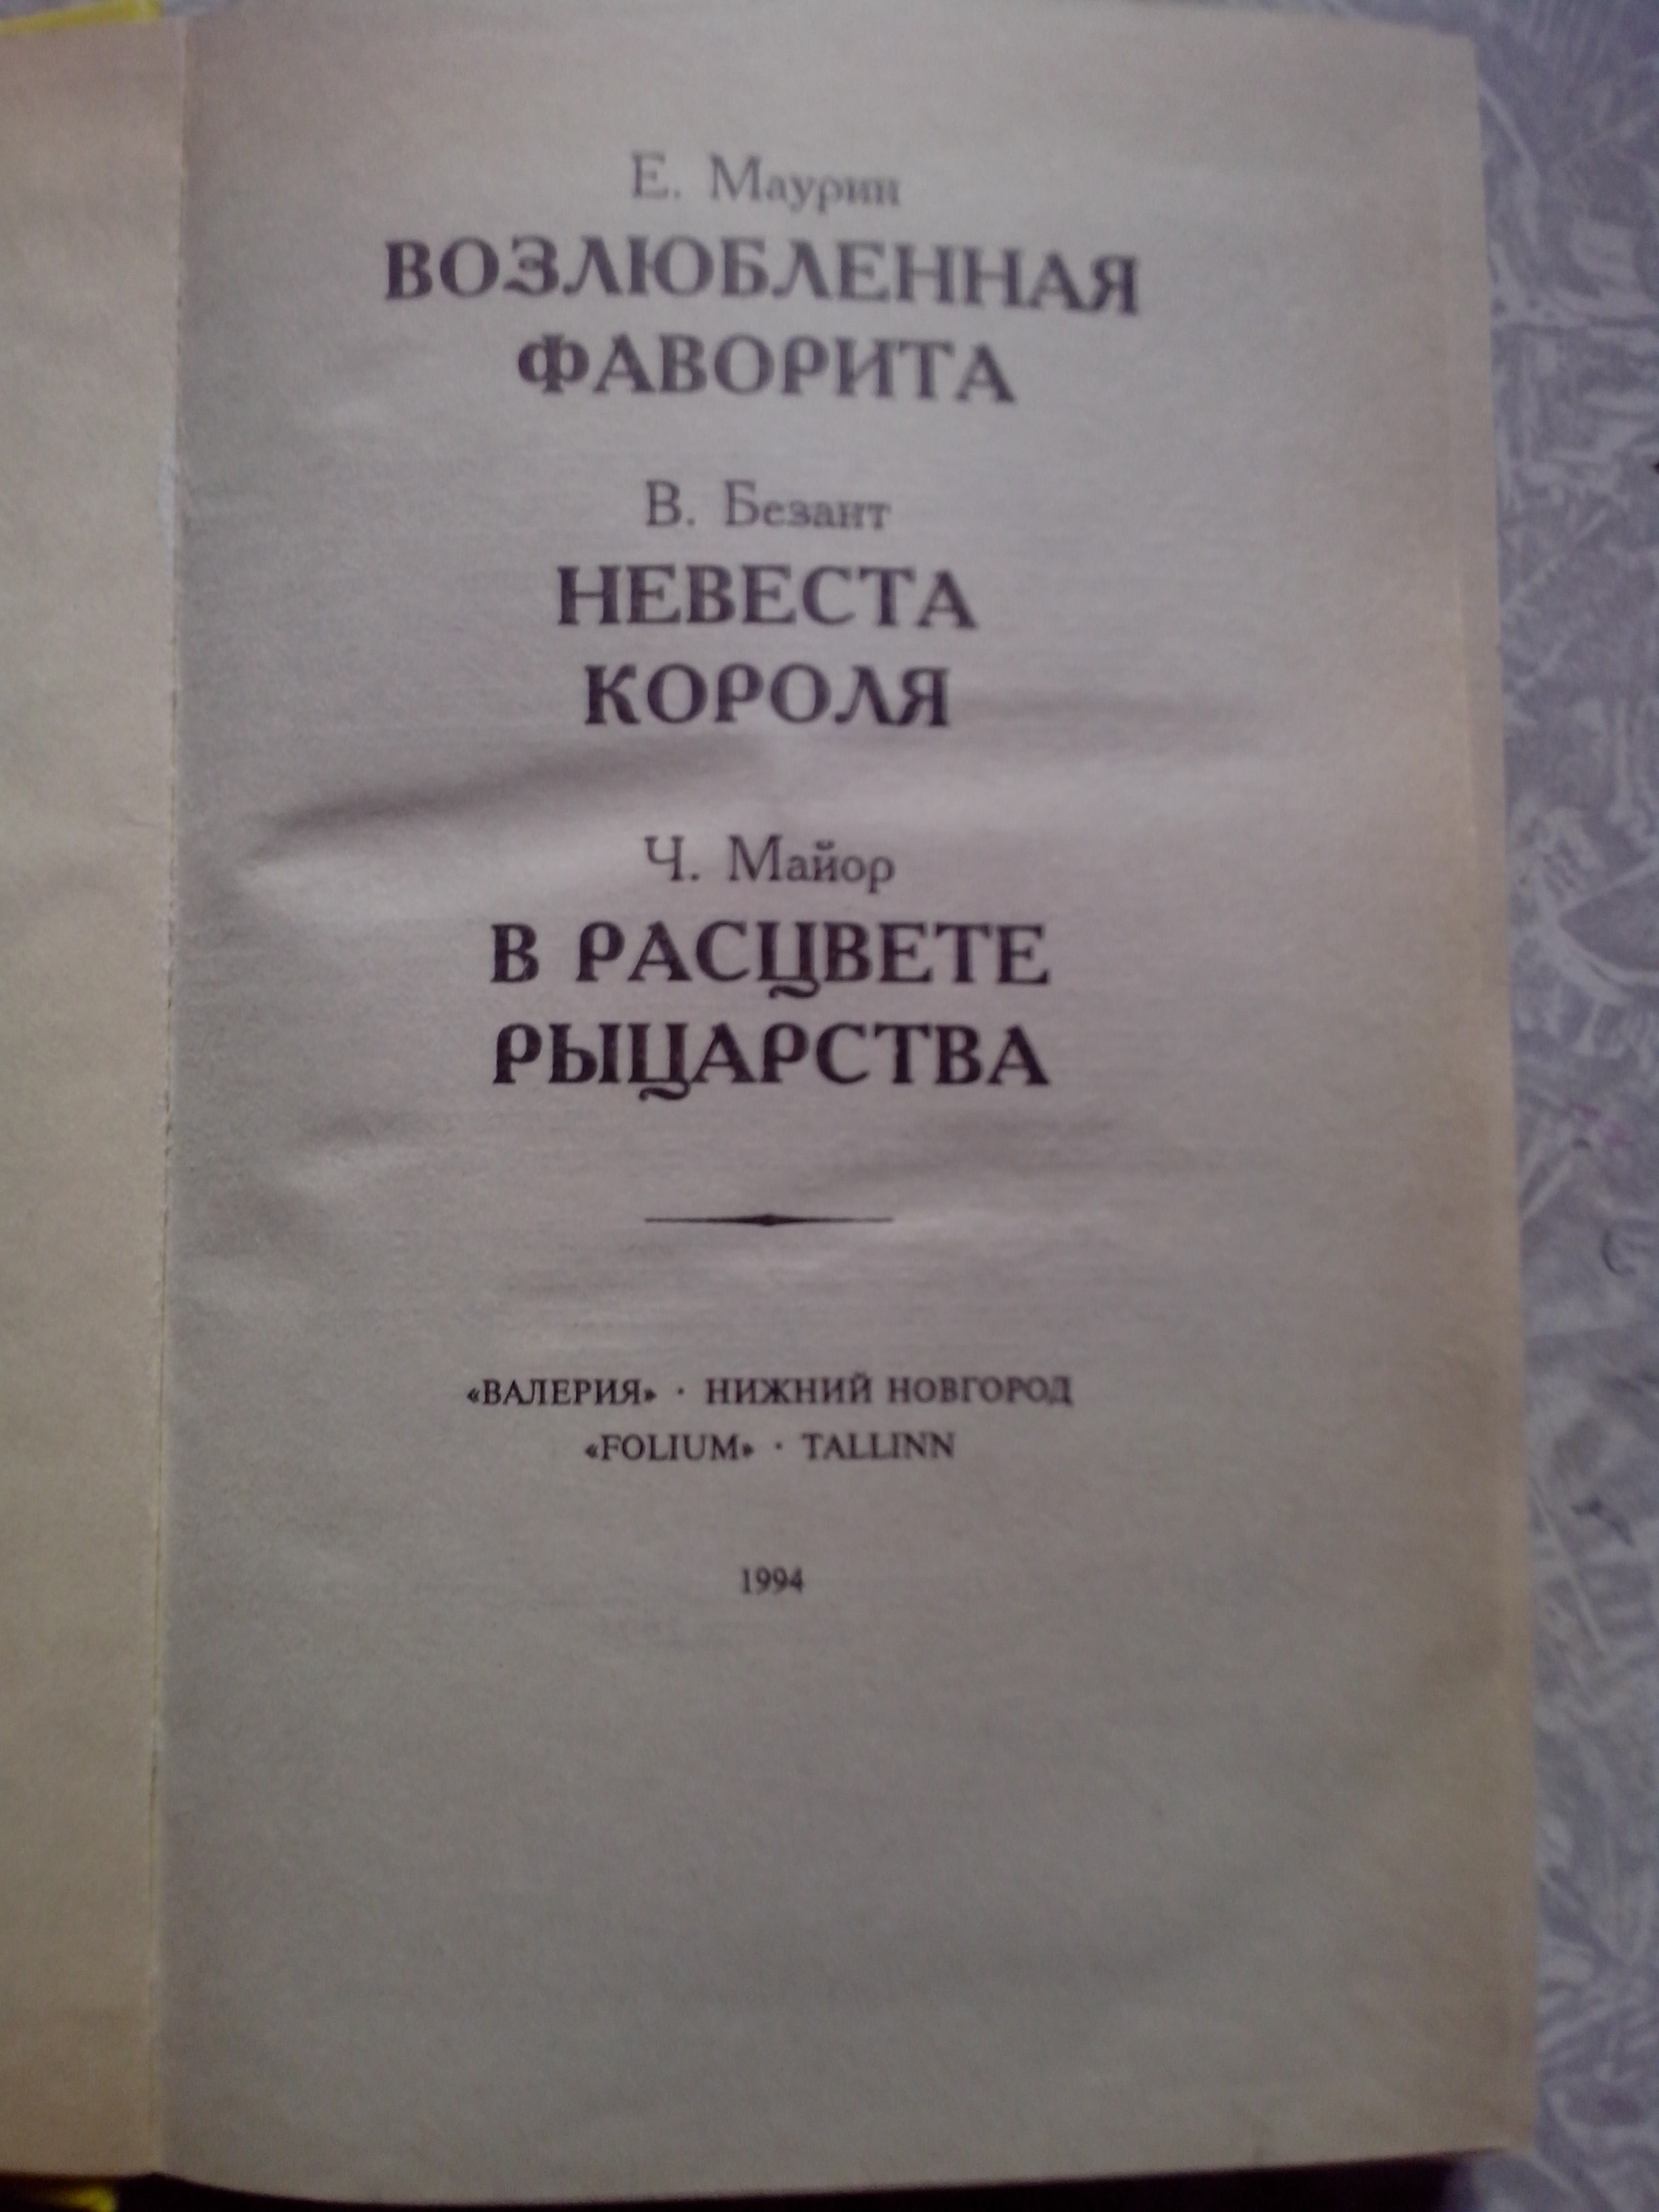 Е. Маурин
ВОЗЛЮБЛЕННАЯ
ФАВОРИТА
В. Безант
НЕВЕСТА
КОРОЛЯ
Ч. Майор
В РАСЦВЕТЕ
РЫЦАРСТВА
«ВАЛЕРИЯ» · НИЖНИЙ НОВГОРОД
«FOLIUM» · TALLINN
1994